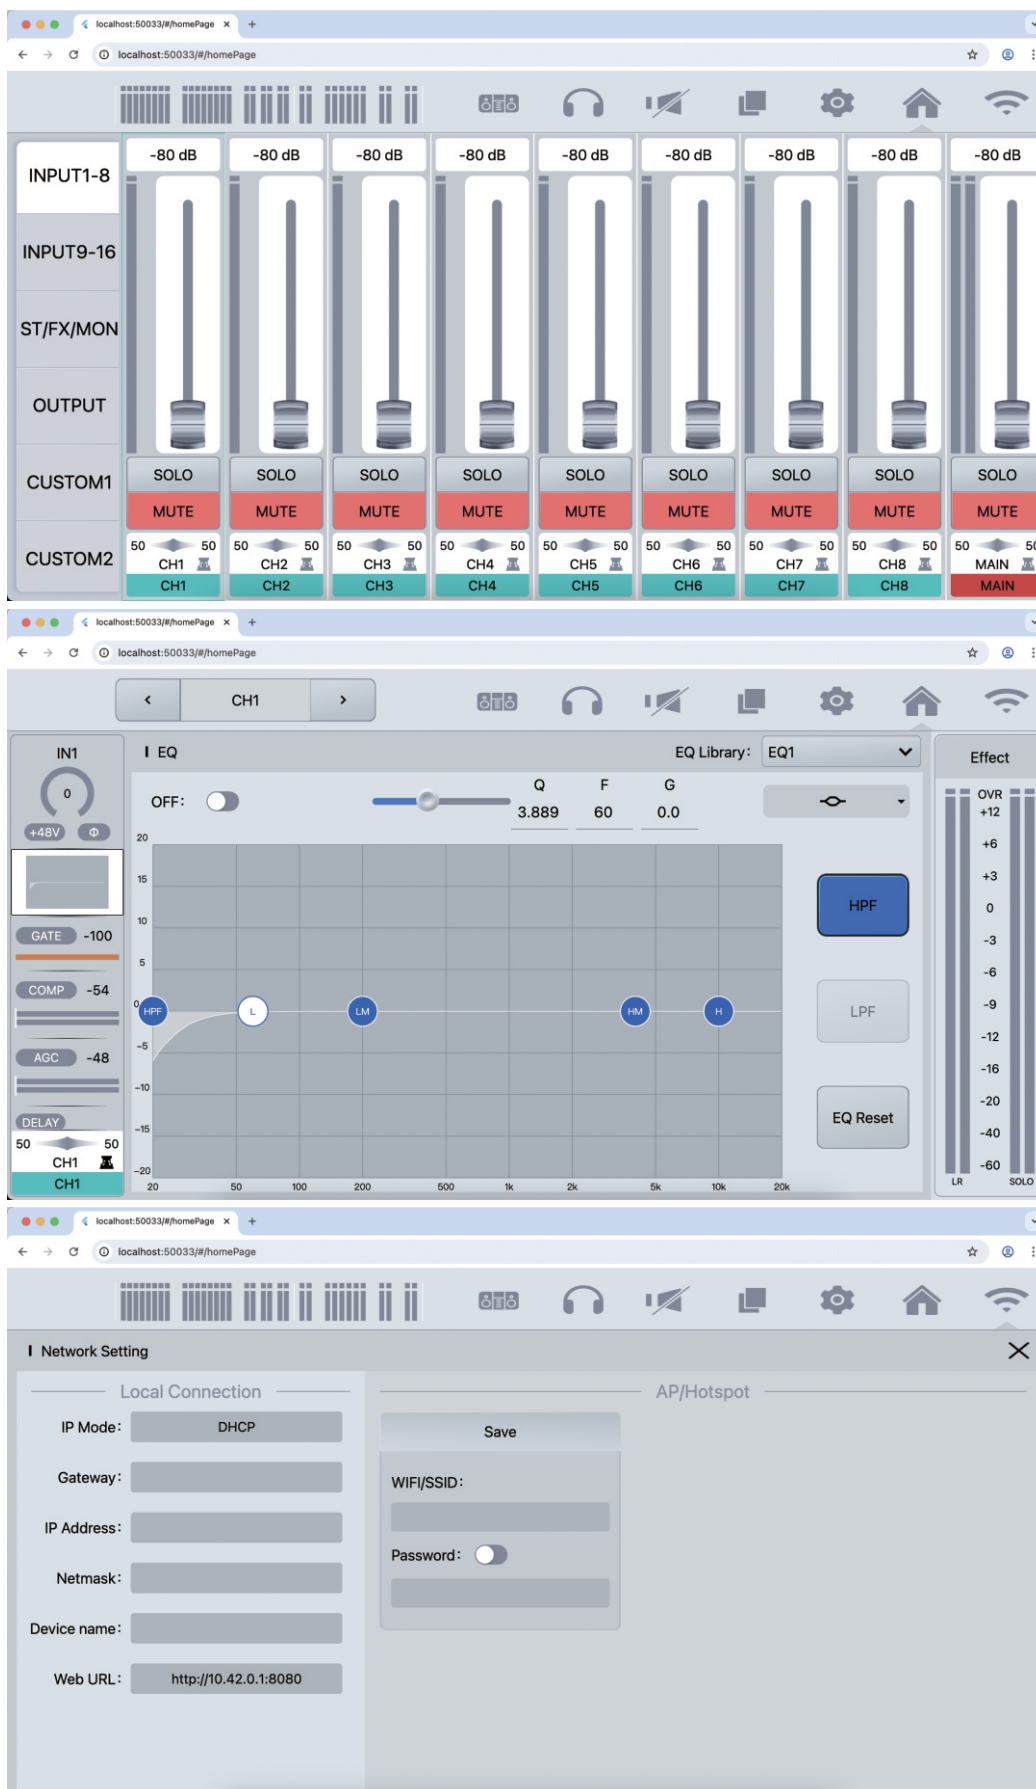 localhost:50033/#/homePage × +
localhost:50033/#/homePage
INPUT1-8
INPUT9-16
ST/FX/MON
OUTPUT
CUSTOM1
CUSTOM2
-80 dB -80 dB -80 dB -80 dB -80 dB -80 dB -80 dB -80 dB -80 dB
SOLO SOLO SOLO SOLO SOLO SOLO SOLO SOLO SOLO
MUTE MUTE MUTE MUTE MUTE MUTE MUTE MUTE MUTE
50 50 50 50 50 50 50 50 50 50 50 50 50 50 50 50 50 50
CH1 CH2 CH3 CH4 CH5 CH6 CH7 CH8 MAIN
CH1 CH2 CH3 CH4 CH5 CH6 CH7 CH8 MAIN
localhost:50033/#/homePage × +
localhost:50033/#/homePage
< CH1 >
IN1
0
+48V Φ
GATE -100
COMP -54
AGC -48
DELAY
50 50
CH1
CH1
EQ
EQ Library: EQ1
OFF:
Q F G
3.889 60 0.0
20
15
10
5
0
-5
-10
-15
-20
HPF L LM HM H
20 50 100 200 500 1k 2k 5k 10k 20k
HPF
LPF
EQ Reset
Effect
OVR
+12
+6
+3
0
-3
-6
-9
-12
-16
-20
-40
-60
LR SOLO
localhost:50033/#/homePage × +
localhost:50033/#/homePage
Network Setting
Local Connection
IP Mode: DHCP
Gateway:
IP Address:
Netmask:
Device name:
Web URL: http://10.42.0.1:8080
AP/Hotspot
Save
WIFI/SSID:
Password: